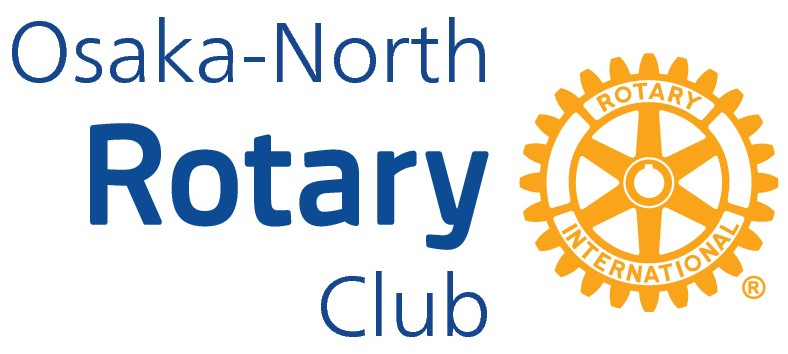 Osaka-North
Rotary
Club
ROTARY
INTERNATIONAL
®